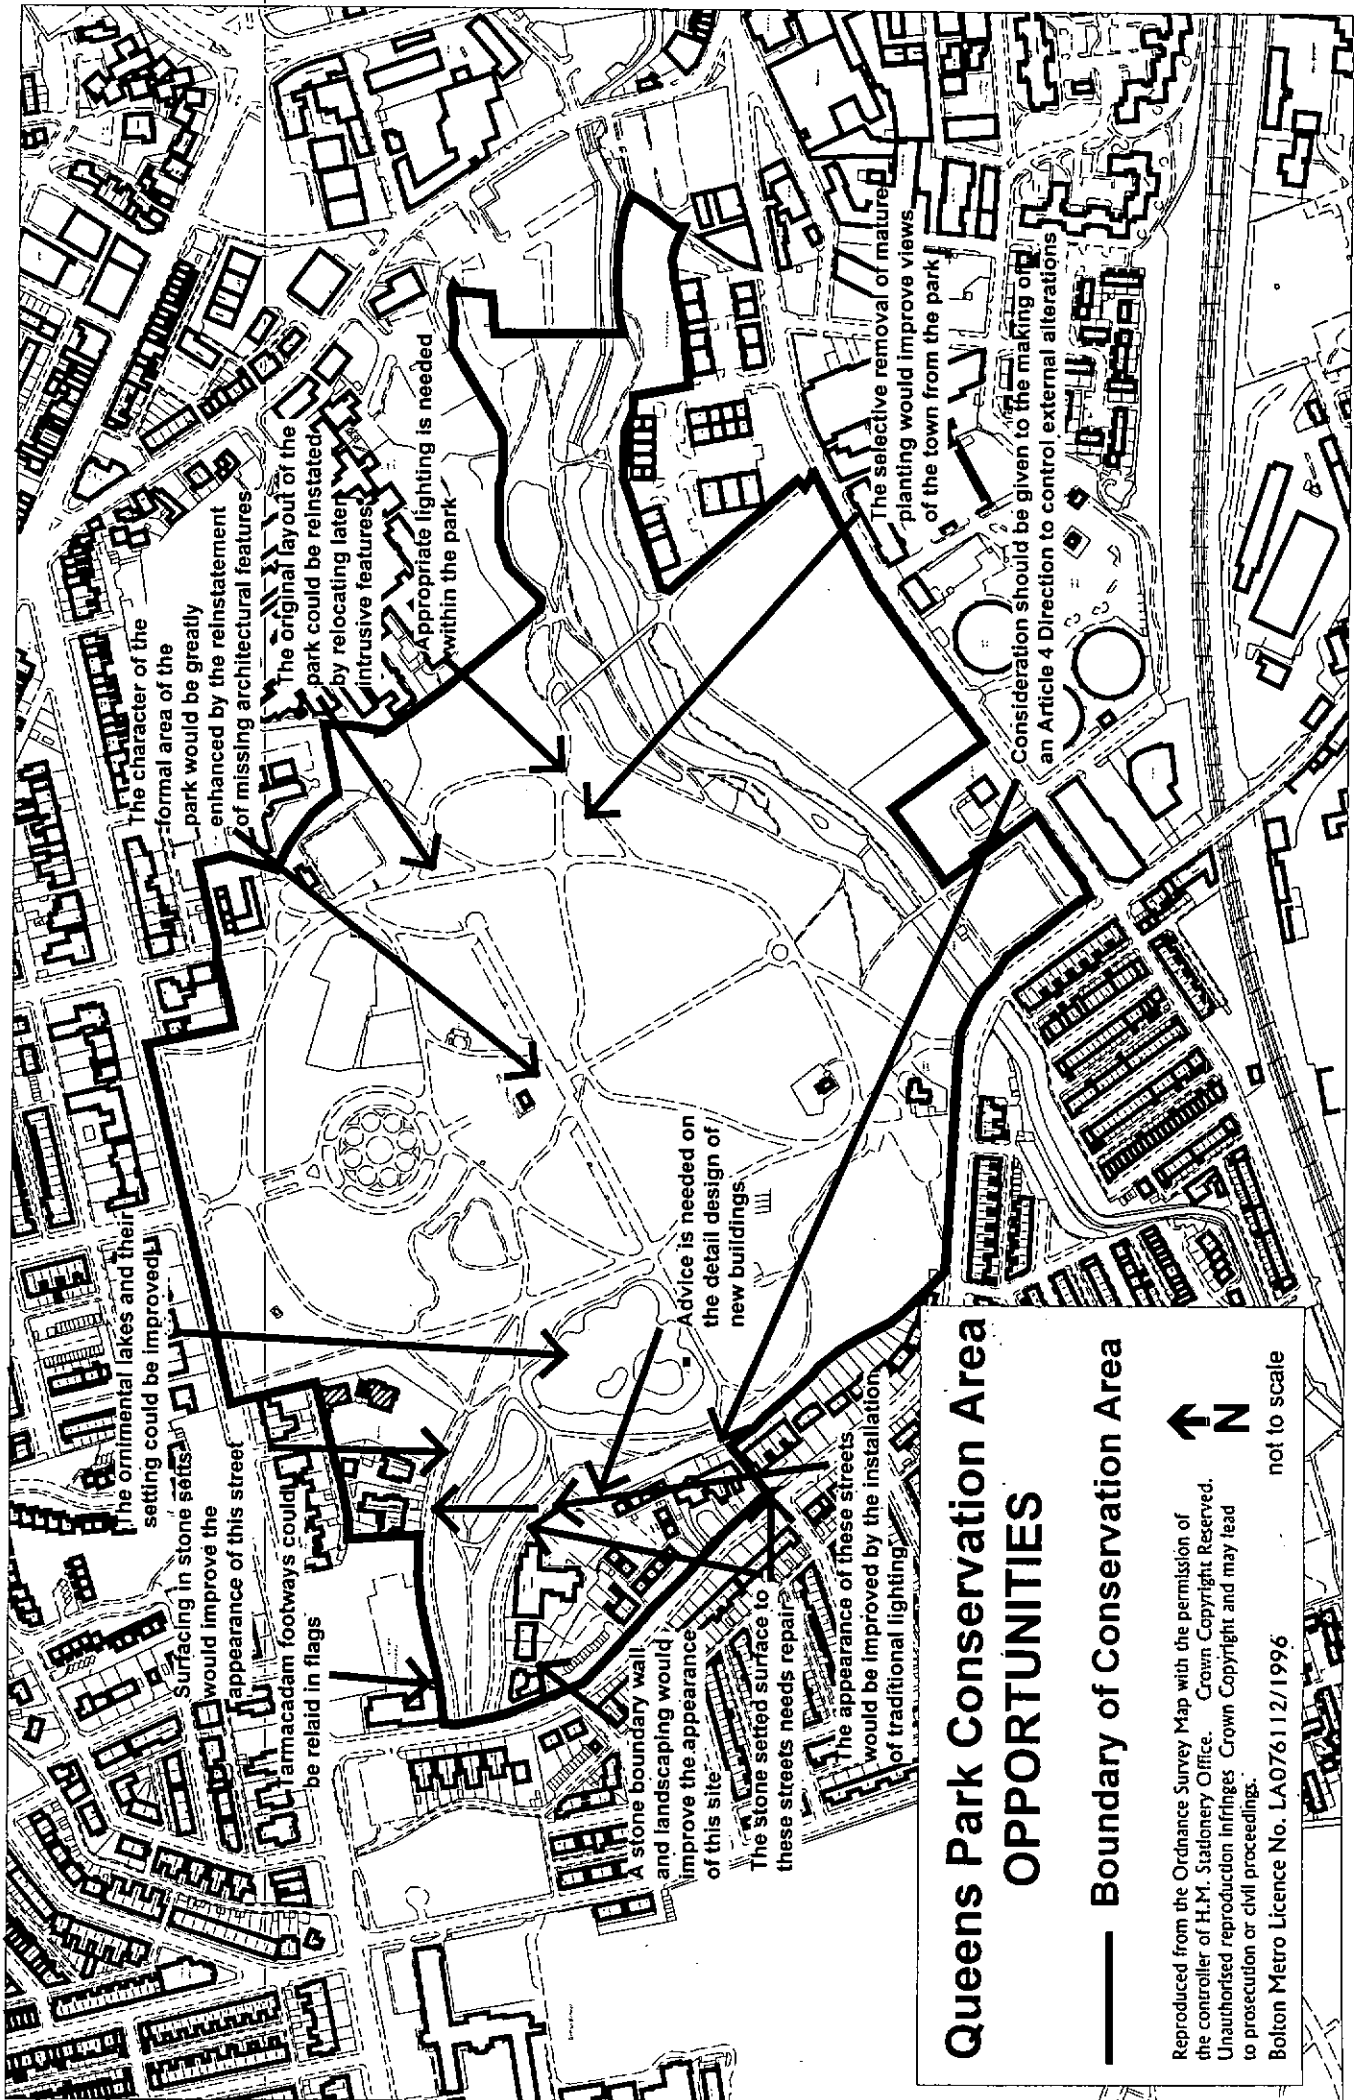 The character of the
formal area of the
park would be greatly
enhanced by the reinstatement
of missing architectural features
The original layout of the
park could be reinstated
by relocating later
intrusive features
Appropriate lighting is needed
within the park
The selective removal of mature
planting would improve views
of the town from the park
Consideration should be given to the making of
an Article 4 Direction to control external alterations
The ornimental lakes and their
setting could be improved
Surfacing in stone setts
would improve the
appearance of this street
Tarmacadam footways could
be relaid in flags
Advice is needed on
the detail design of
new buildings.
A stone boundary wall
and landscaping would
improve the appearance
of this site
The stone setted surface to
these streets needs repair
The appearance of these streets
would be improved by the installation
of traditional lighting
Queens Park Conservation Area
OPPORTUNITIES
Boundary of Conservation Area
Reproduced from the Ordnance Survey Map with the permission of
the controller of H.M. Stationery Office. Crown Copyright Reserved.
Unauthorised reproduction infringes Crown Copyright and may lead
to prosecution or civil proceedings.
Bolton Metro Licence No. LA076112/1996
N
not to scale